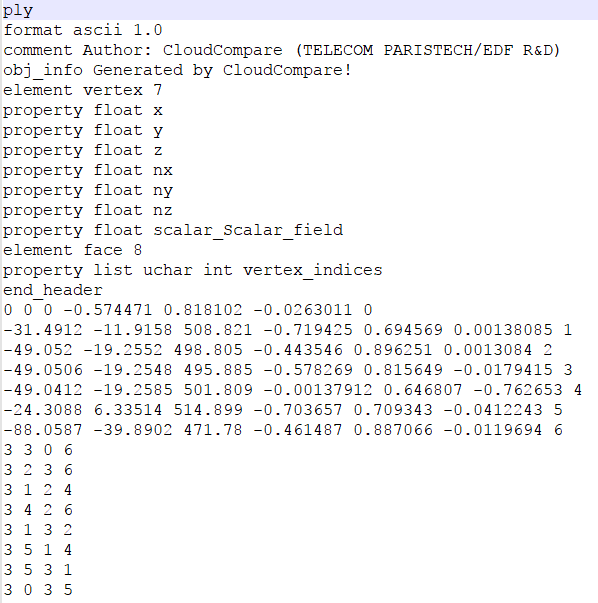 ply
format ascii 1.0
comment Author: CloudCompare (TELECOM PARISTECH/EDF R&D)
obj_info Generated by CloudCompare!
element vertex 7
property float x
property float y
property float z
property float nx
property float ny
property float nz
property float scalar_Scalar_field
element face 8
property list uchar int vertex_indices
end_header
0 0 0 -0.574471 0.818102 -0.0263011 0
-31.4912 -11.9158 508.821 -0.719425 0.694569 0.00138085 1
-49.052 -19.2552 498.805 -0.443546 0.896251 0.0013084 2
-49.0506 -19.2548 495.885 -0.578269 0.815649 -0.0179415 3
-49.0412 -19.2585 501.809 -0.00137912 0.646807 -0.762653 4
-24.3088 6.33514 514.899 -0.703657 0.709343 -0.0412243 5
-88.0587 -39.8902 471.78 -0.461487 0.887066 -0.0119694 6
3 3 0 6
3 2 3 6
3 1 2 4
3 4 2 6
3 1 3 2
3 5 1 4
3 5 3 1
3 0 3 5